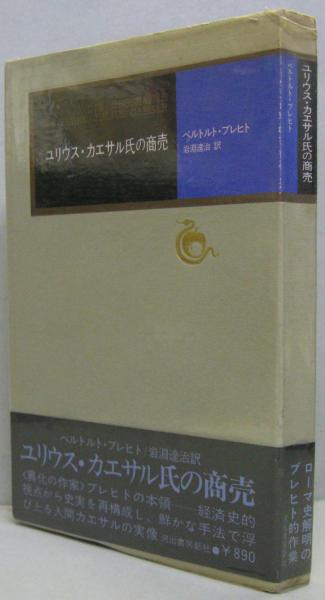 ユリウス・カエサル氏の商売
ベルトルト・ブレヒト
岩淵達治 訳
ベルトルト・ブレヒト/岩淵達治訳
ユリウス・カエサル氏の商売
〈異化の作家〉ブレヒトの本領――経済史的
視点から史実を再構成し、鮮かな手法で浮
び上る人間カエサルの実像 河出書房新社●¥890
ユリウス・カエサル氏の商売
ベルトルト・ブレヒト
ローマ史解明の
ブレヒト的作業